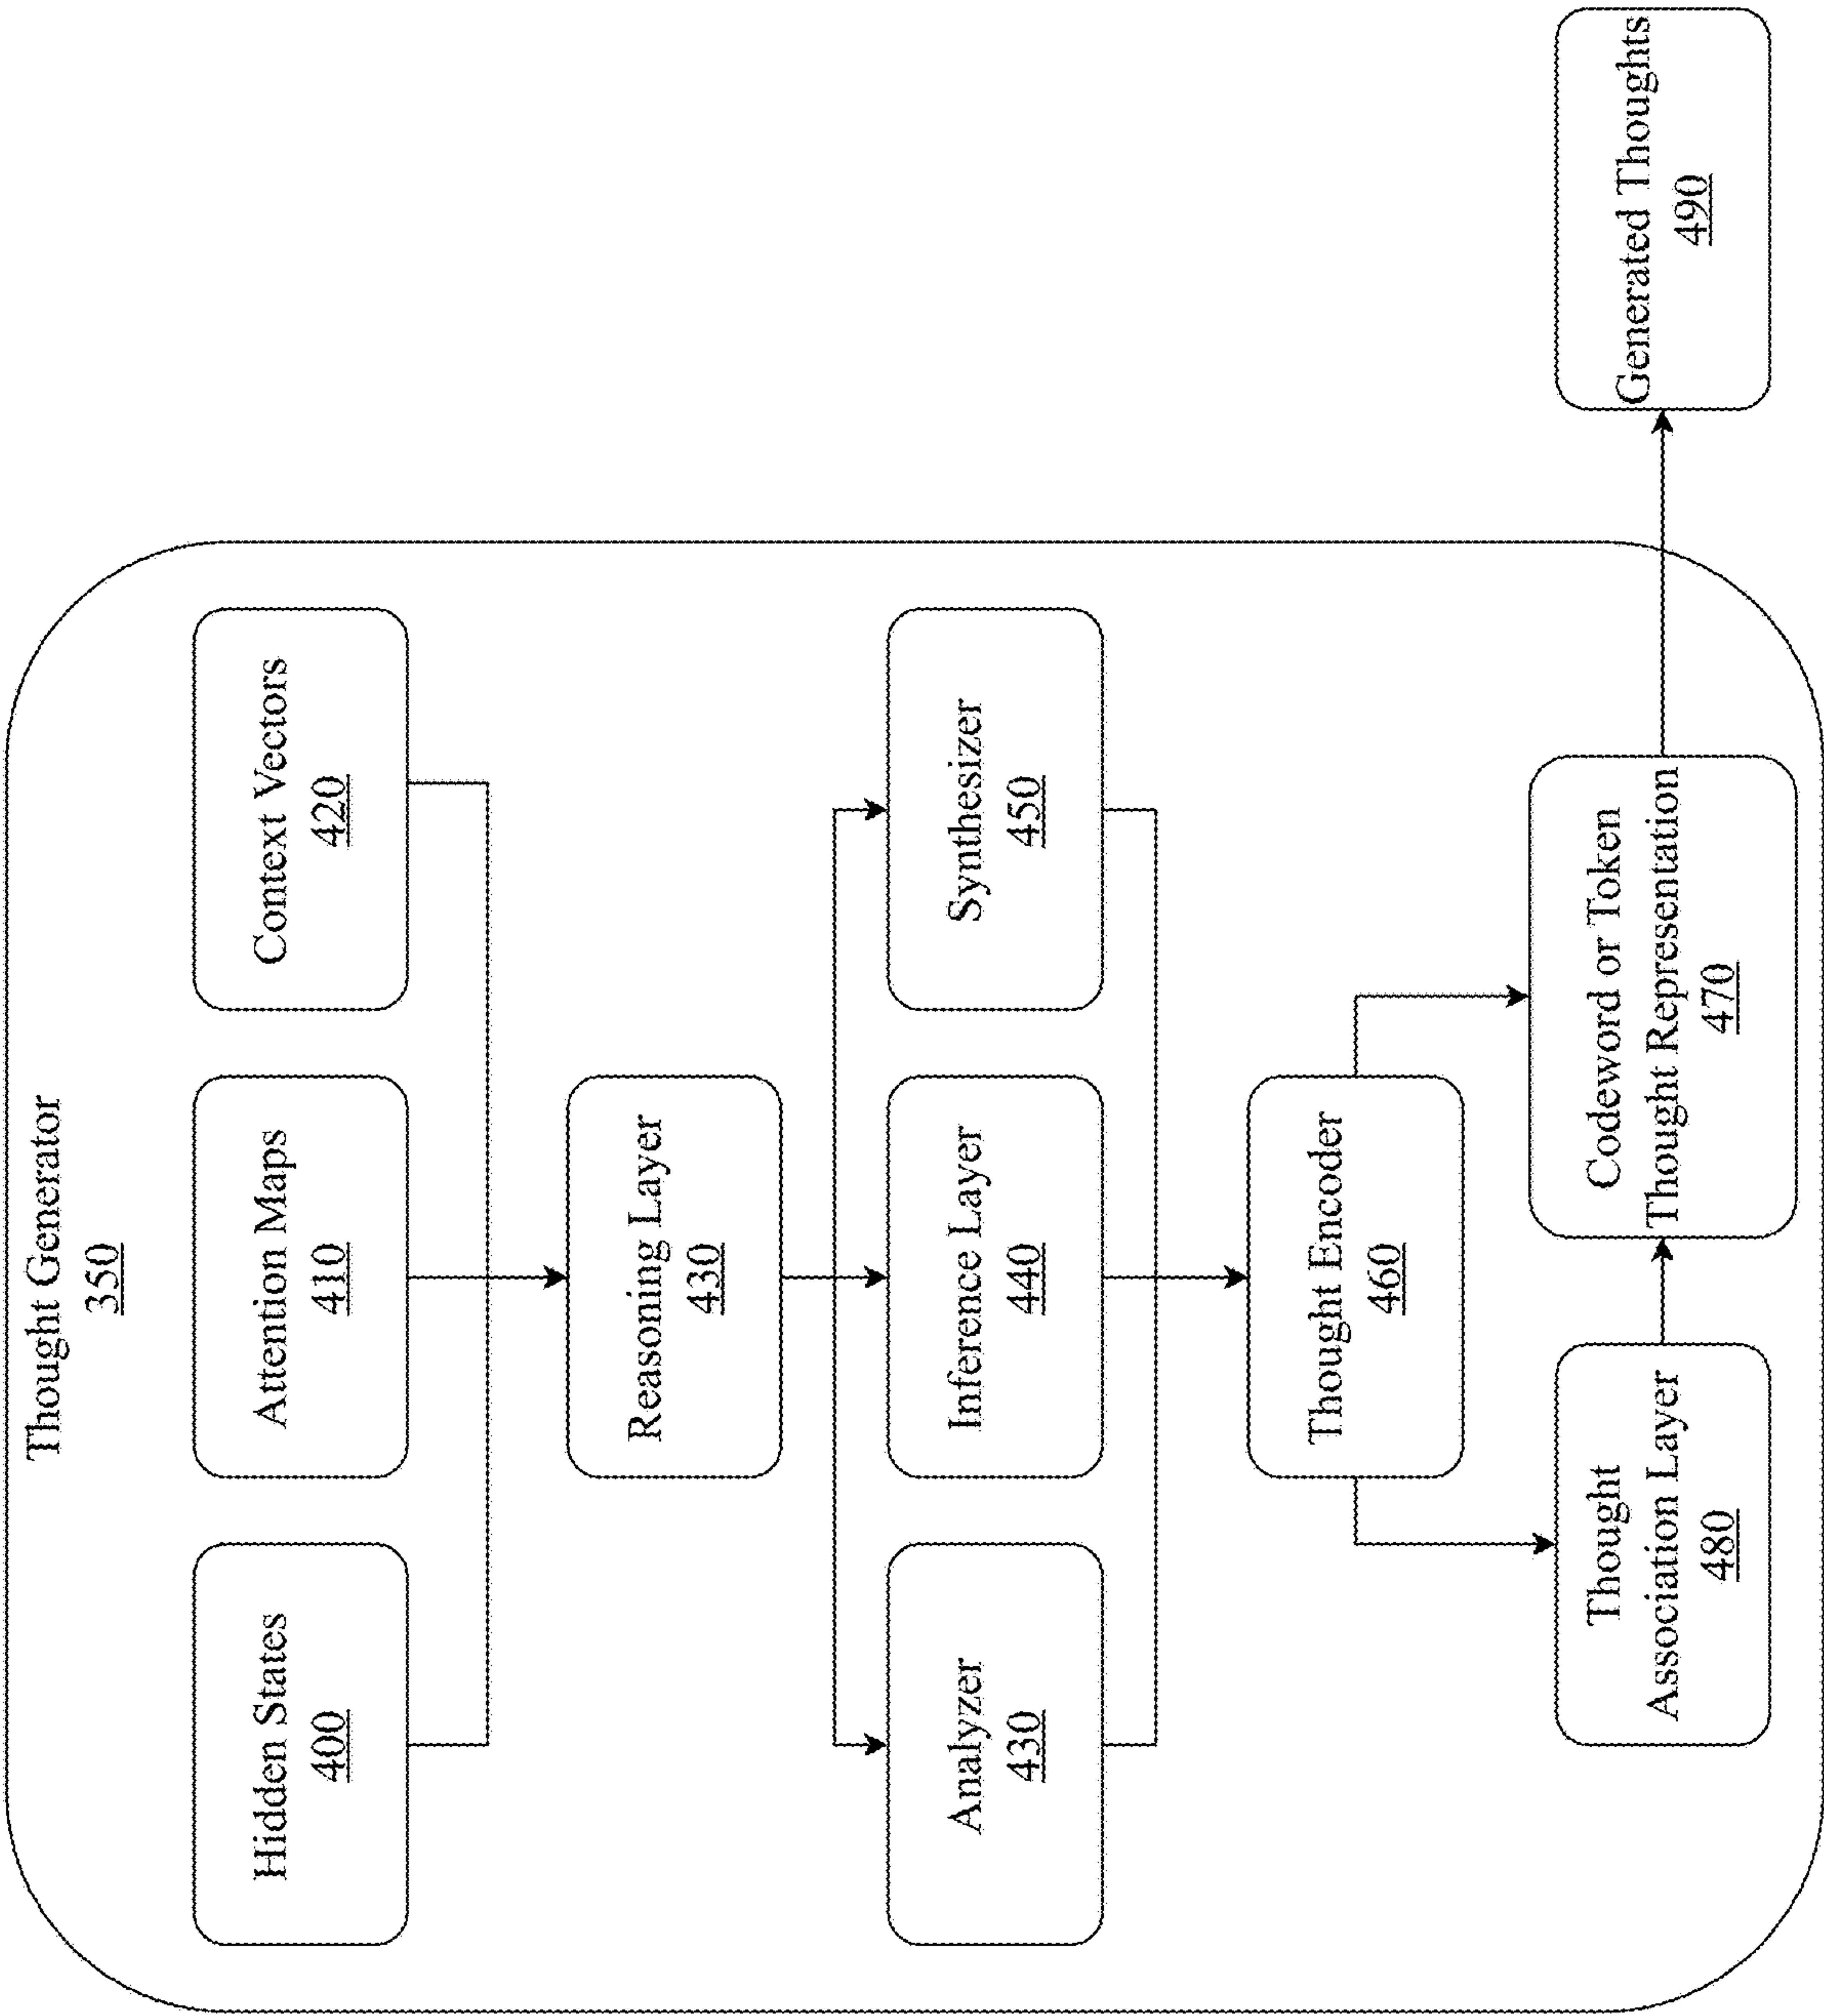 Thought Generator
350
Hidden States
400
Attention Maps
410
Context Vectors
420
Reasoning Layer
430
Analyzer
430
Inference Layer
440
Synthesizer
450
Thought Encoder
460
Thought
Association Layer
480
Codeword or Token
Thought Representation
470
Generated Thoughts
490